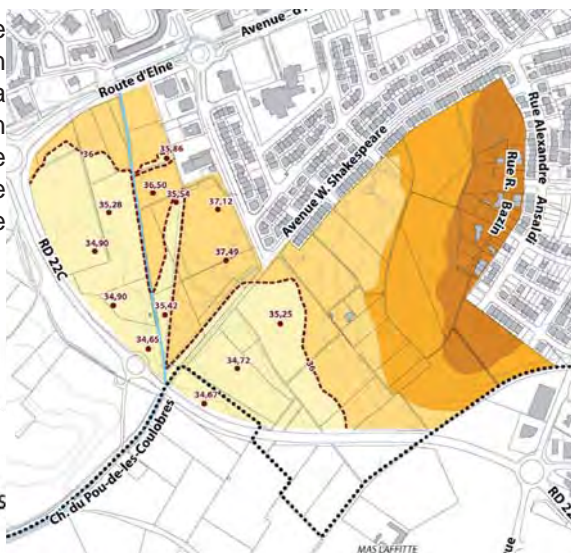 Avenue
Route d'Elne
35,86
36
36,50
35,54
37,12
35,28
34,90
37,49
Avenue W. Shakespeare
Rue Alexandre Ansaldi
Rue R. Bazin
RD 22C
34,90
35,42
35,25
34,65
34,72
36
34,67
Ch. du Pou-de-les-Coulobres
RD 22
MAS LAFFITTE